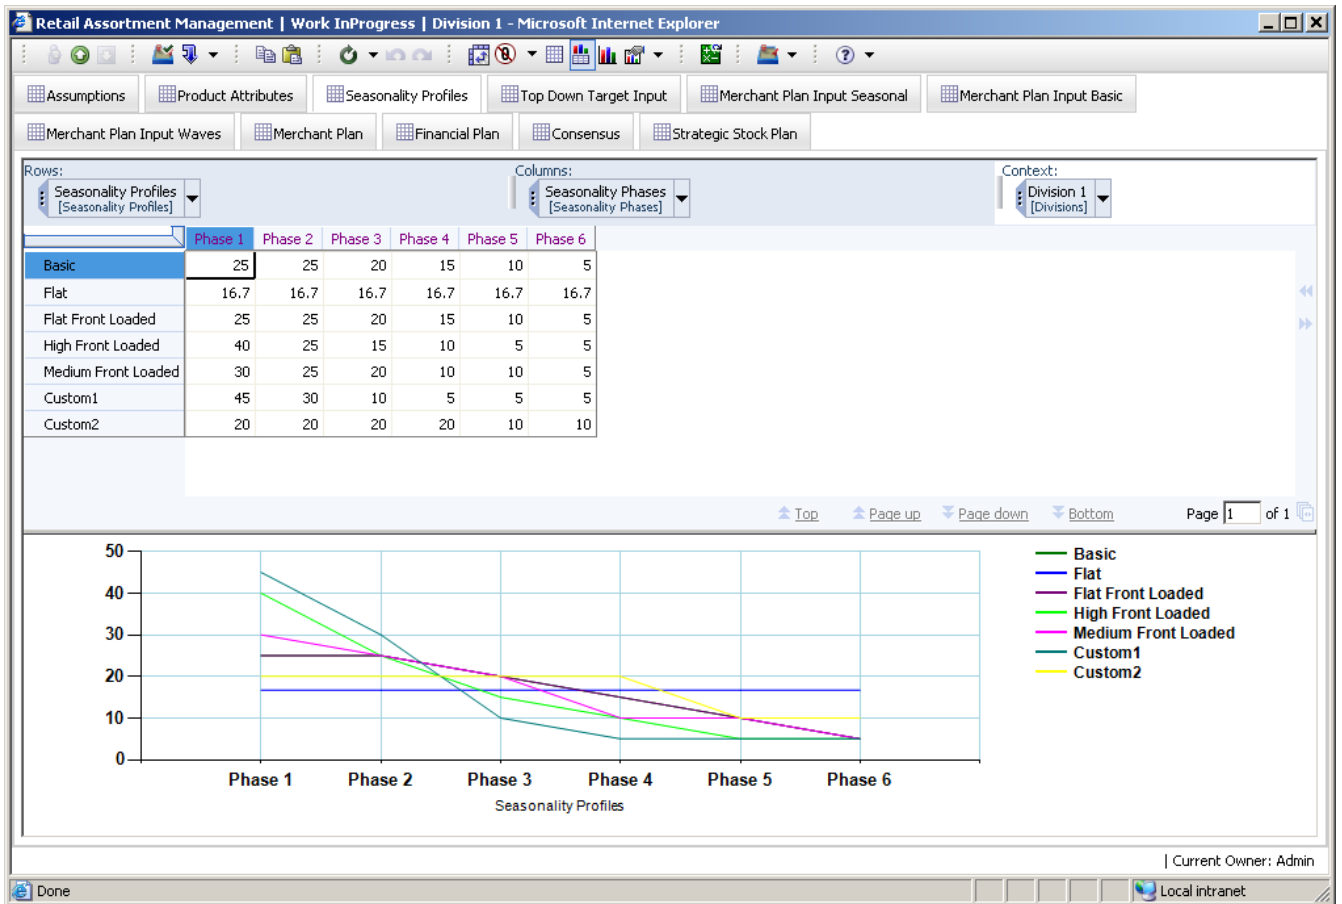 Retail Assortment Management | Work InProgress | Division 1 - Microsoft Internet Explorer
Assumptions Product Attributes Seasonality Profiles Top Down Target Input Merchant Plan Input Seasonal Merchant Plan Input Basic
Merchant Plan Input Waves Merchant Plan Financial Plan Consensus Strategic Stock Plan
Rows: Columns: Context:
Seasonality Profiles Seasonality Phases Division 1
[Seasonality Profiles] [Seasonality Phases] [Divisions]
Phase 1 Phase 2 Phase 3 Phase 4 Phase 5 Phase 6
Basic 25 25 20 15 10 5
Flat 16.7 16.7 16.7 16.7 16.7 16.7
Flat Front Loaded 25 25 20 15 10 5
High Front Loaded 40 25 15 10 5 5
Medium Front Loaded 30 25 20 10 10 5
Custom1 45 30 10 5 5 5
Custom2 20 20 20 20 10 10
Top Page up Page down Bottom Page 1 of 1
50
40
30
20
10
0
Phase 1 Phase 2 Phase 3 Phase 4 Phase 5 Phase 6
Seasonality Profiles
Basic
Flat
Flat Front Loaded
High Front Loaded
Medium Front Loaded
Custom1
Custom2
| Current Owner: Admin
Done Local intranet